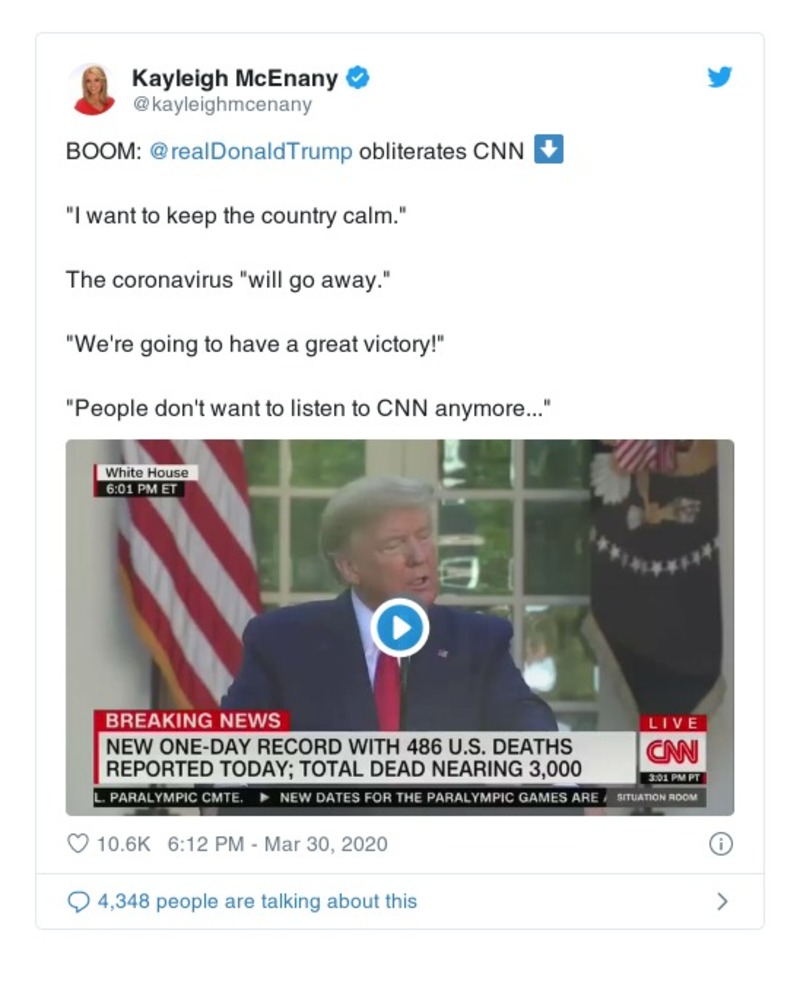 Kayleigh McEnany
@kayleighmcenany
BOOM: @realDonaldTrump obliterates CNN
"I want to keep the country calm."
The coronavirus "will go away."
"We're going to have a great victory!"
"People don't want to listen to CNN anymore..."
White House
6:01 PM ET
BREAKING NEWS
NEW ONE-DAY RECORD WITH 486 U.S. DEATHS
REPORTED TODAY; TOTAL DEAD NEARING 3,000
LIVE
CNN
3:01 PM PT
L. PARALYMPIC CMTE. ▶ NEW DATES FOR THE PARALYMPIC GAMES ARE
SITUATION ROOM
10.6K 6:12 PM - Mar 30, 2020
4,348 people are talking about this